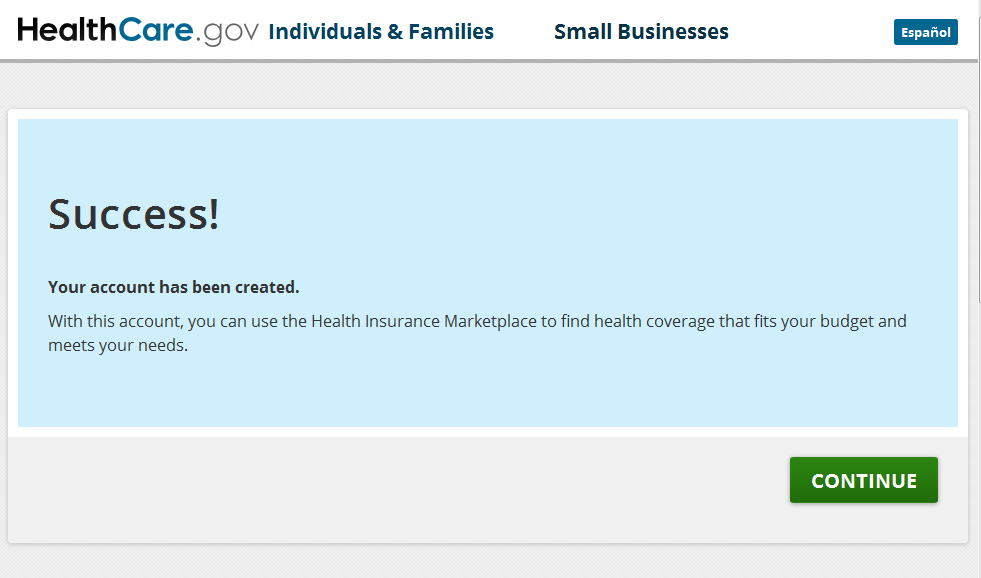 HealthCare.gov Individuals & Families Small Businesses Español
Success!
Your account has been created.
With this account, you can use the Health Insurance Marketplace to find health coverage that fits your budget and
meets your needs.
CONTINUE